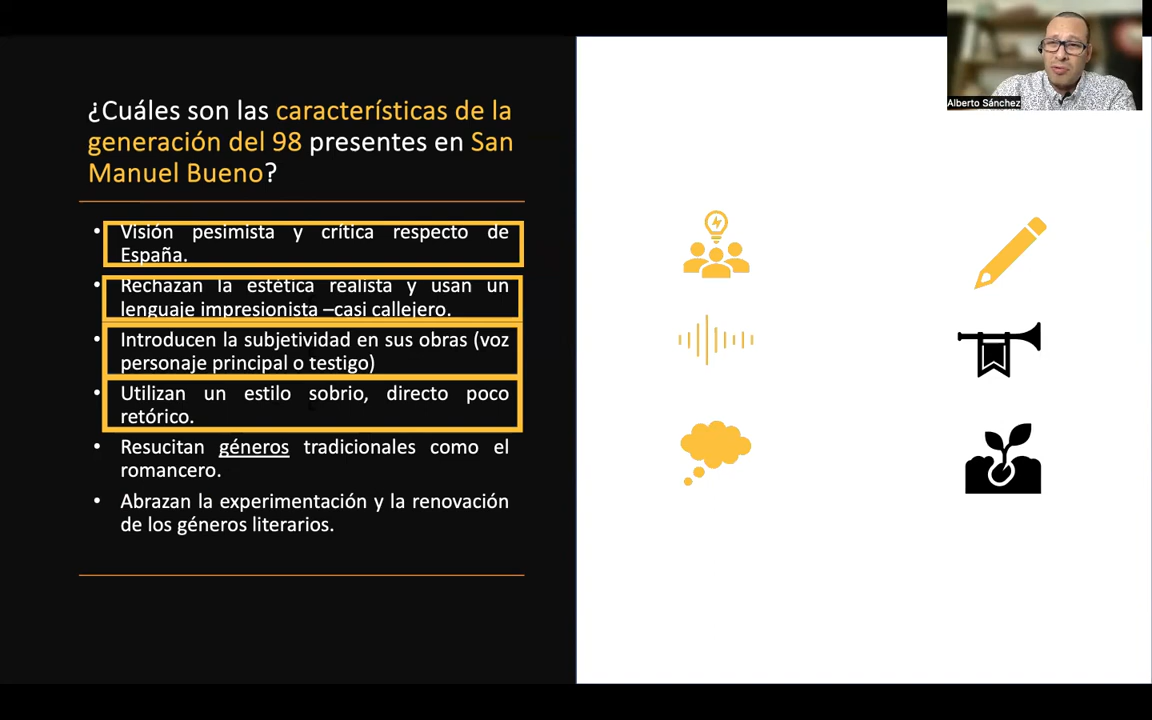 ¿Cuáles son las características de la
generación del 98 presentes en San
Manuel Bueno?
• Visión pesimista y crítica respecto de
España.
• Rechazan la estética realista y usan un
lenguaje impresionista –casi callejero.
• Introducen la subjetividad en sus obras (voz
personaje principal o testigo)
• Utilizan un estilo sobrio, directo poco
retórico.
• Resucitan géneros tradicionales como el
romancero.
• Abrazan la experimentación y la renovación
de los géneros literarios.
Alberto Sánchez